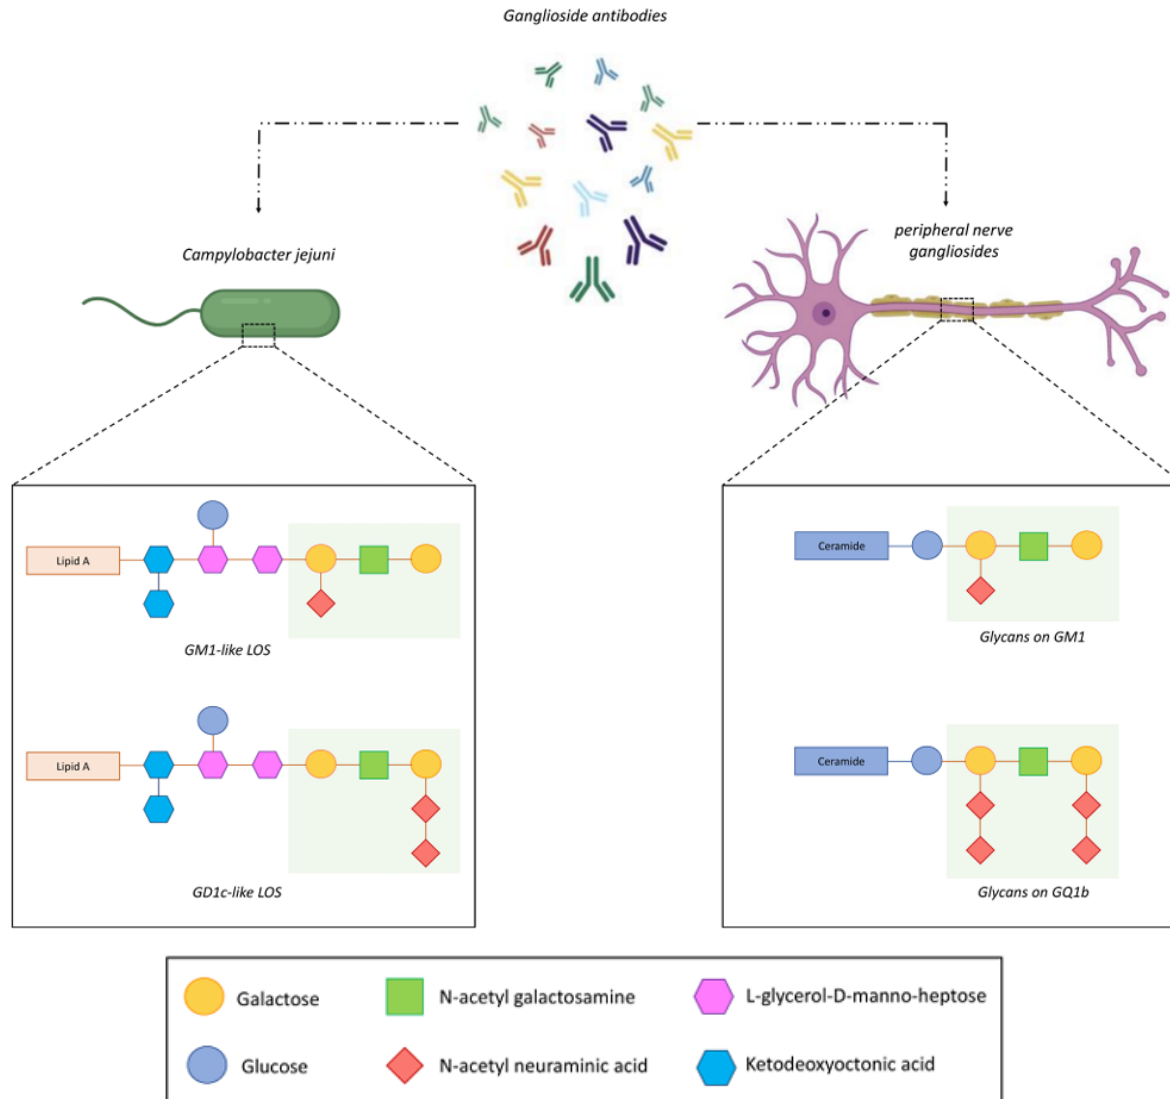 Ganglioside antibodies
Campylobacter jejuni
peripheral nerve
gangliosides
Lipid A
GM1-like LOS
Lipid A
GD1c-like LOS
Ceramide
Glycans on GM1
Ceramide
Glycans on GQ1b
Galactose
N-acetyl galactosamine
L-glycerol-D-manno-heptose
Glucose
N-acetyl neuraminic acid
Ketodeoxyoctonic acid